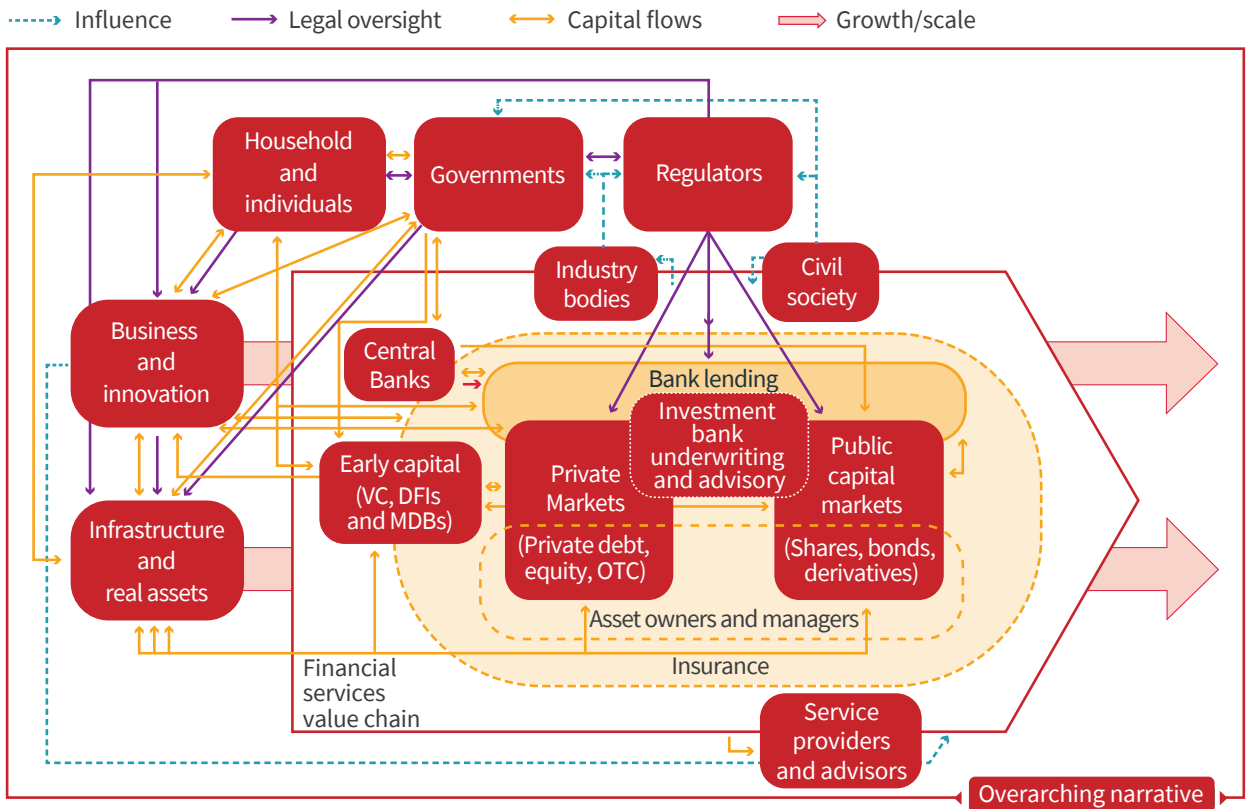 Influence
Legal oversight
Capital flows
Growth/scale
Household
and
individuals
Governments
Regulators
Industry
bodies
Civil
society
Business
and
innovation
Central
Banks
Bank lending
Investment
bank
underwriting
and advisory
Early capital
(VC, DFIs
and MDBs)
Private
Markets
(Private debt,
equity, OTC)
Public
capital
markets
(Shares, bonds,
derivatives)
Infrastructure
and
real assets
Asset owners and managers
Insurance
Financial
services
value chain
Service
providers
and advisors
Overarching narrative